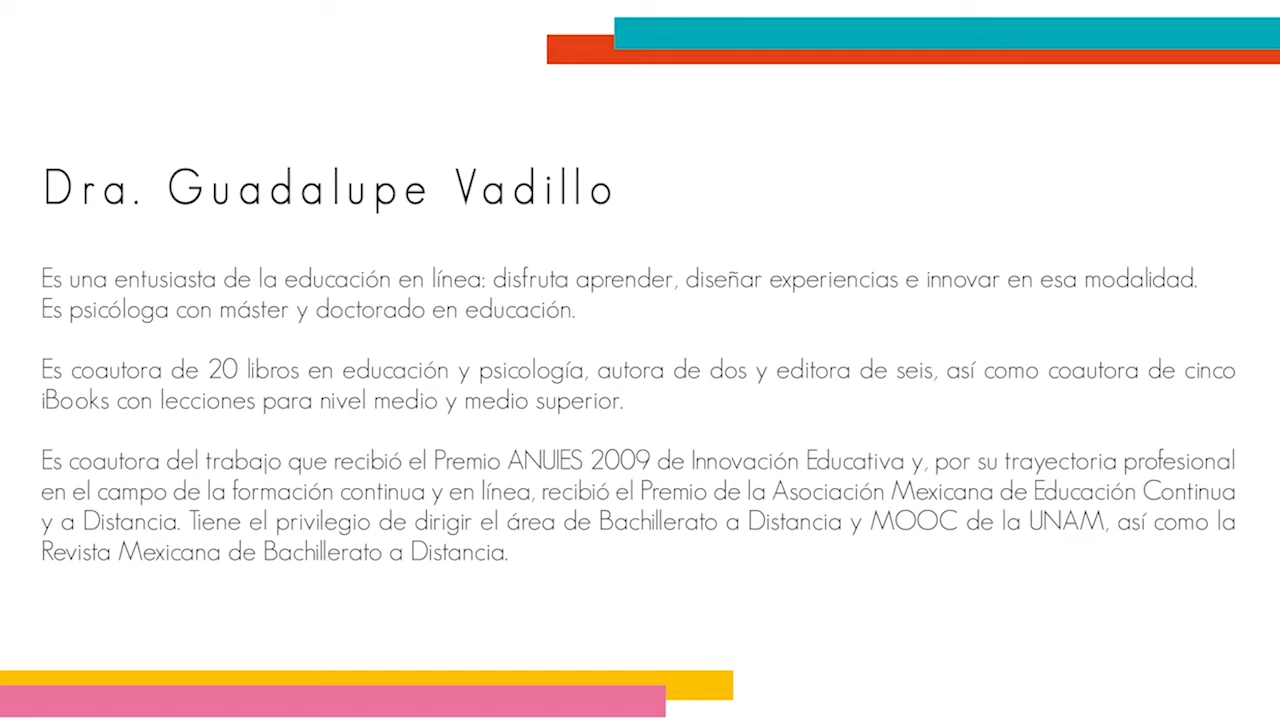 Dra. Guadalupe Vadillo
Es una entusiasta de la educación en línea: disfruta aprender, diseñar experiencias e innovar en esa modalidad.
Es psicóloga con máster y doctorado en educación.
Es coautora de 20 libros en educación y psicología, autora de dos y editora de seis, así como coautora de cinco
iBooks con lecciones para nivel medio y medio superior.
Es coautora del trabajo que recibió el Premio ANUIES 2009 de Innovación Educativa y, por su trayectoria profesional
en el campo de la formación continua y en línea, recibió el Premio de la Asociación Mexicana de Educación Continua
y a Distancia. Tiene el privilegio de dirigir el área de Bachillerato a Distancia y MOOC de la UNAM, así como la
Revista Mexicana de Bachillerato a Distancia.